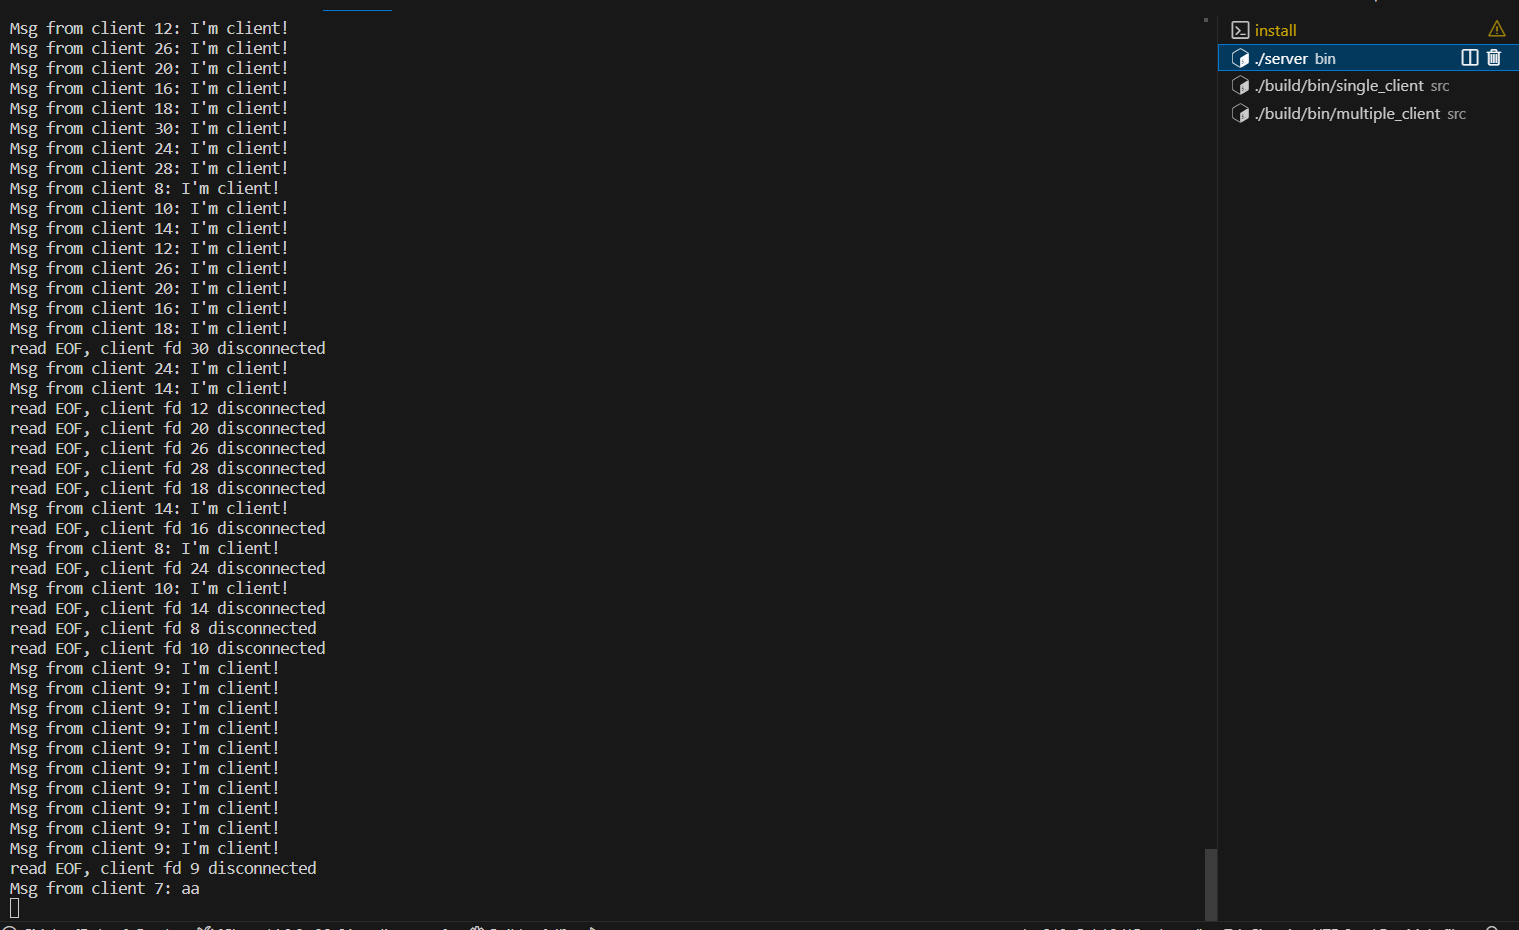 Msg from client 12: I'm client!
Msg from client 26: I'm client!
Msg from client 20: I'm client!
Msg from client 16: I'm client!
Msg from client 18: I'm client!
Msg from client 30: I'm client!
Msg from client 24: I'm client!
Msg from client 28: I'm client!
Msg from client 8: I'm client!
Msg from client 10: I'm client!
Msg from client 14: I'm client!
Msg from client 12: I'm client!
Msg from client 26: I'm client!
Msg from client 20: I'm client!
Msg from client 16: I'm client!
Msg from client 18: I'm client!
read EOF, client fd 30 disconnected
Msg from client 24: I'm client!
Msg from client 14: I'm client!
read EOF, client fd 12 disconnected
read EOF, client fd 20 disconnected
read EOF, client fd 26 disconnected
read EOF, client fd 28 disconnected
read EOF, client fd 18 disconnected
Msg from client 14: I'm client!
read EOF, client fd 16 disconnected
Msg from client 8: I'm client!
read EOF, client fd 24 disconnected
Msg from client 10: I'm client!
read EOF, client fd 14 disconnected
read EOF, client fd 8 disconnected
read EOF, client fd 10 disconnected
Msg from client 9: I'm client!
Msg from client 9: I'm client!
Msg from client 9: I'm client!
Msg from client 9: I'm client!
Msg from client 9: I'm client!
Msg from client 9: I'm client!
Msg from client 9: I'm client!
Msg from client 9: I'm client!
Msg from client 9: I'm client!
Msg from client 9: I'm client!
read EOF, client fd 9 disconnected
Msg from client 7: aa
install
./server bin
./build/bin/single_client src
./build/bin/multiple_client src